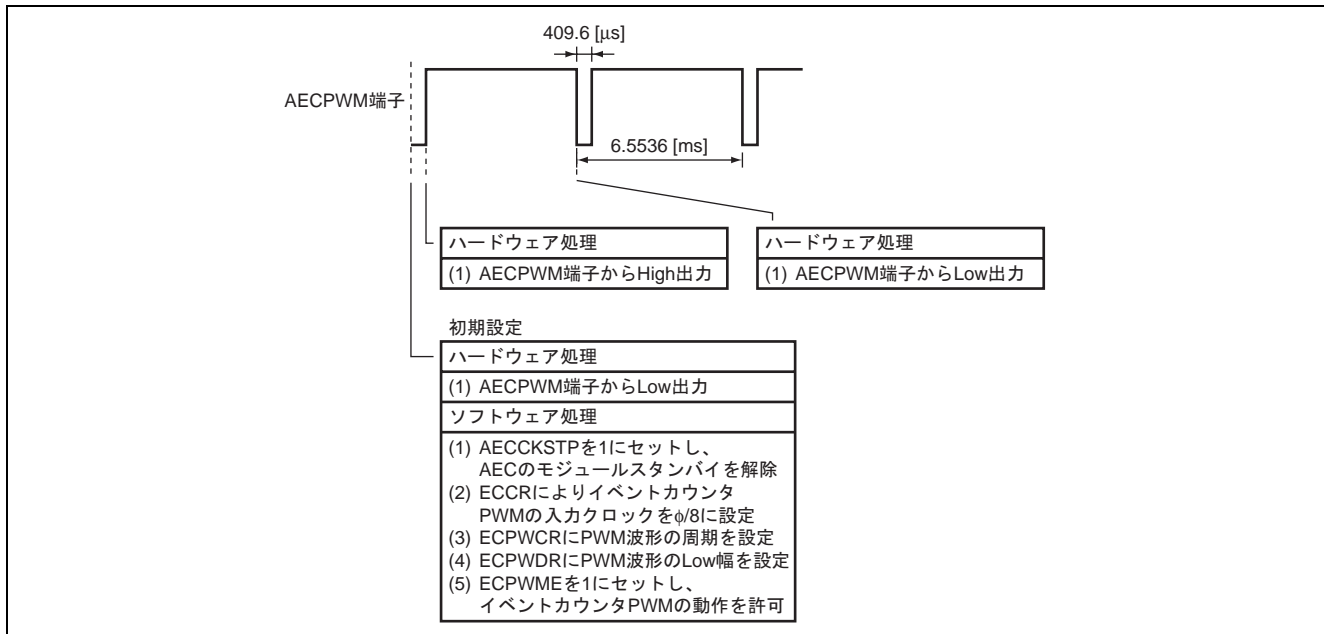 409.6 [μs]
AECPWM端子
6.5536 [ms]
ハードウェア処理
(1) AECPWM端子からHigh出力
ハードウェア処理
(1) AECPWM端子からLow出力
初期設定
ハードウェア処理
(1) AECPWM端子からLow出力
ソフトウェア処理
(1) AECCKSTPを1にセットし、
AECのモジュールスタンバイを解除
(2) ECCRによりイベントカウンタ
PWMの入力クロックをφ/8に設定
(3) ECPWCRにPWM波形の周期を設定
(4) ECPWDRにPWM波形のLow幅を設定
(5) ECPWMEを1にセットし、
イベントカウンタPWMの動作を許可